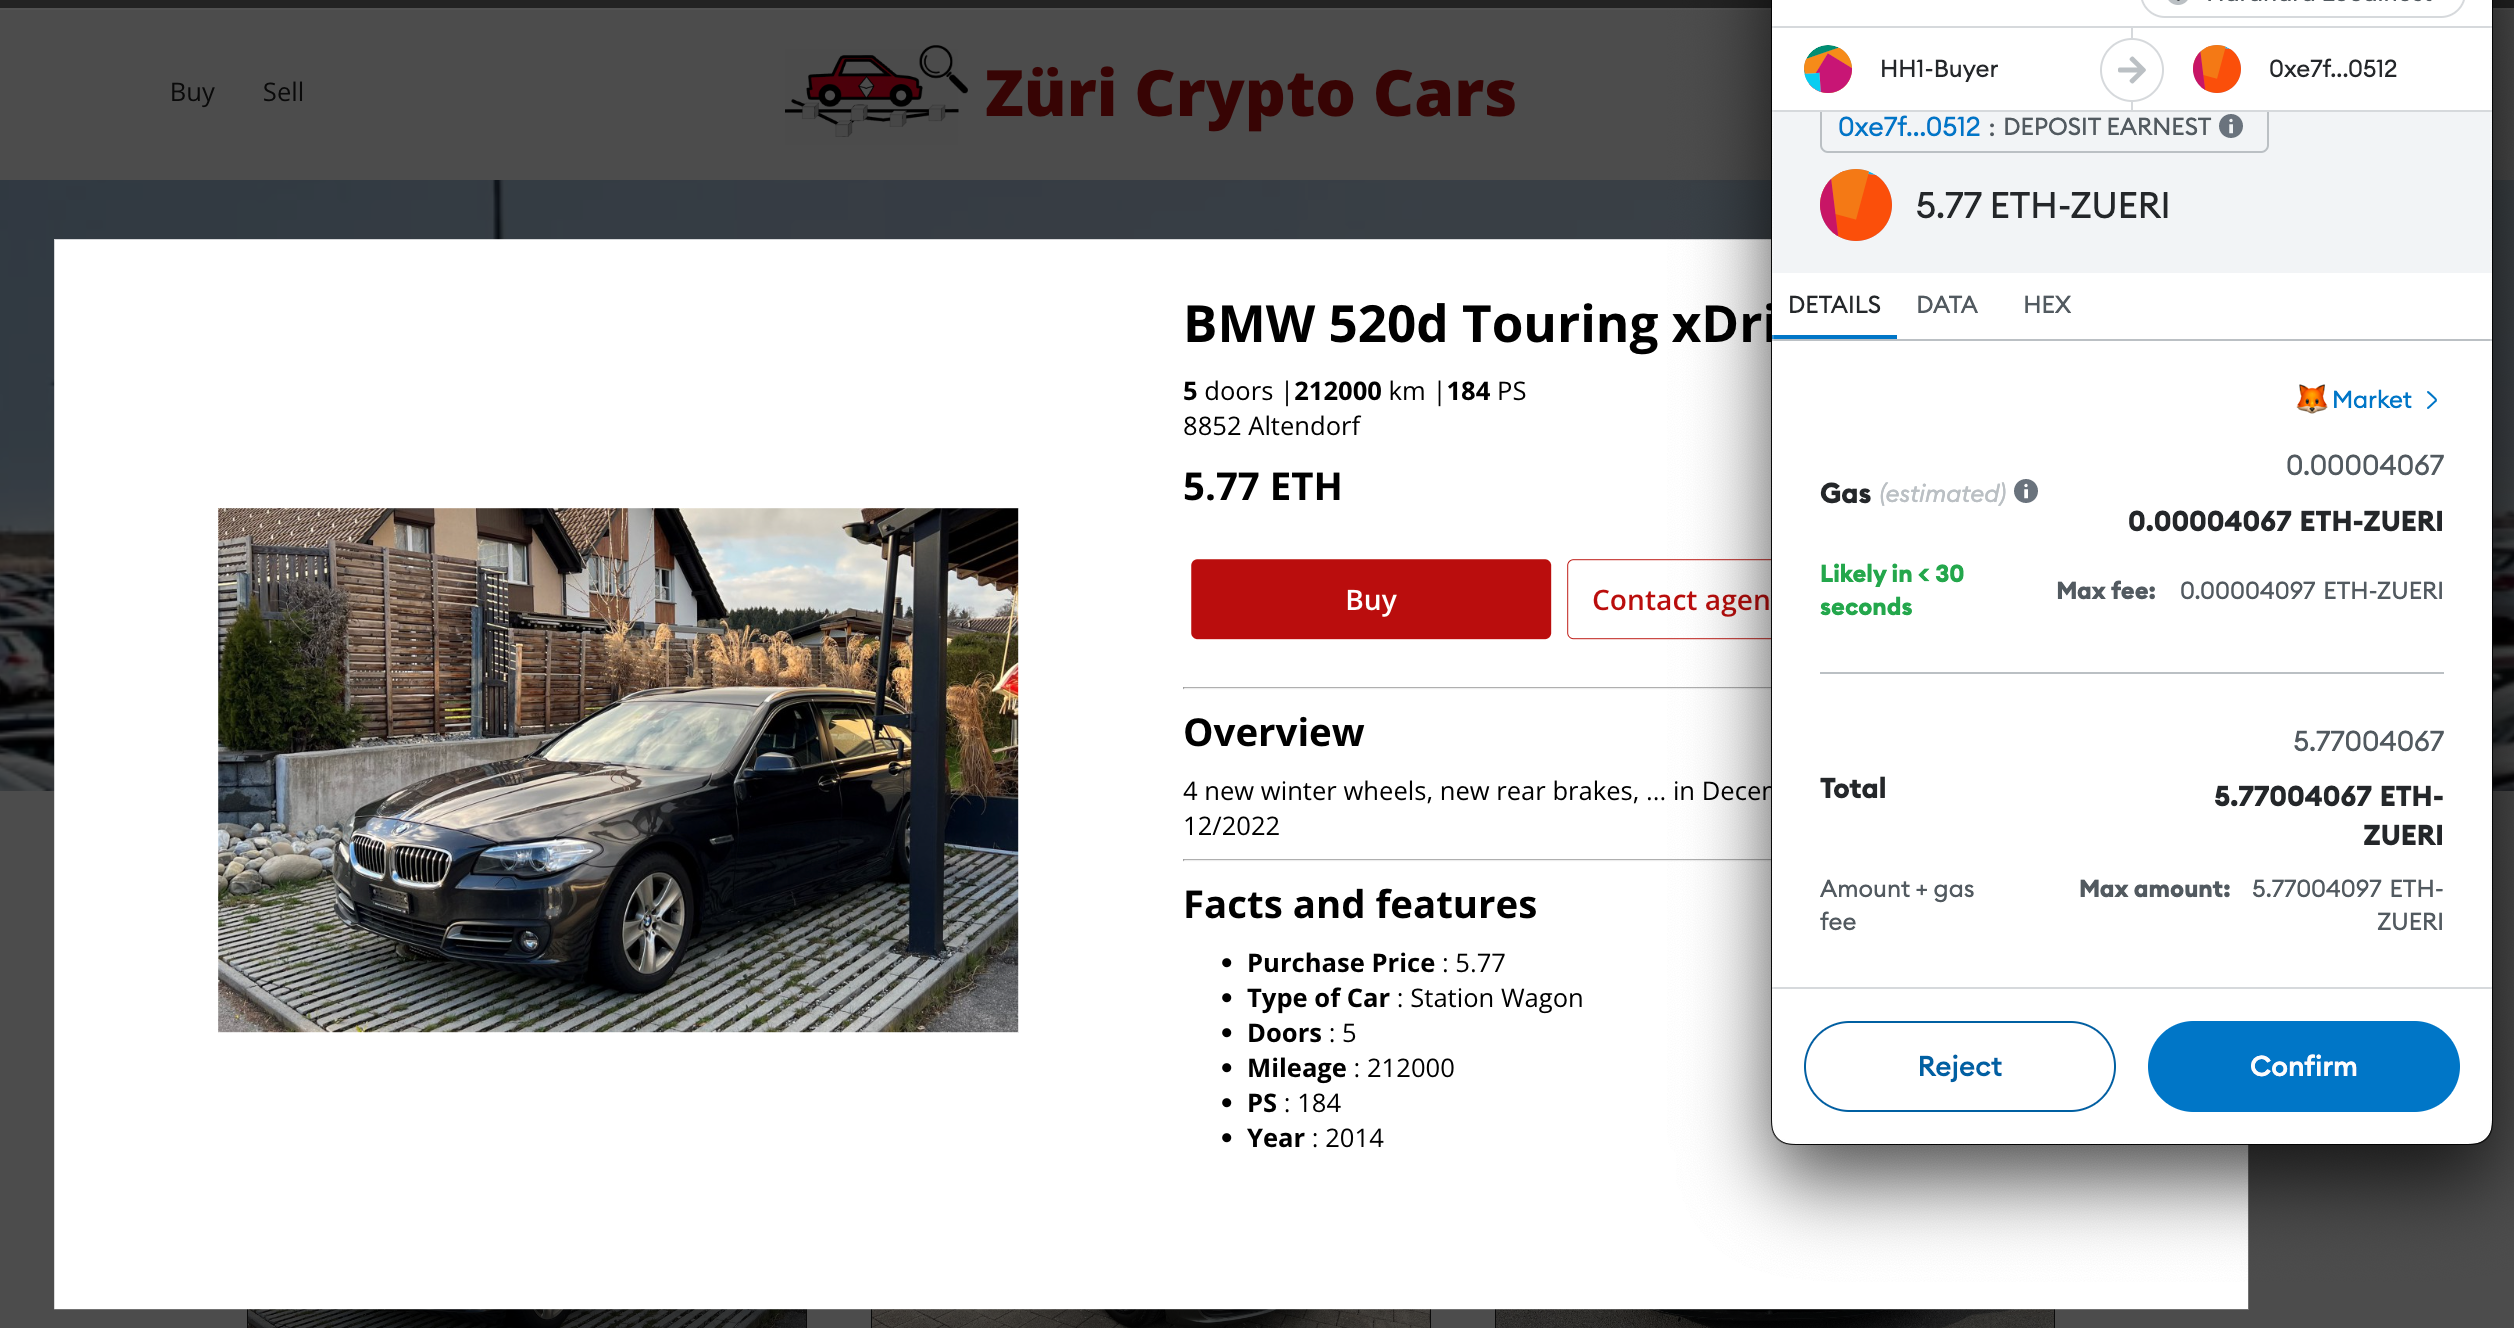 Buy
Sell
Züri Crypto Cars
BMW 520d Touring xDri
5 doors |212000 km |184 PS
8852 Altendorf
5.77 ETH
Buy
Contact agen
Overview
4 new winter wheels, new rear brakes, ... in Decem
12/2022
Facts and features
• Purchase Price : 5.77
• Type of Car : Station Wagon
• Doors : 5
• Mileage : 212000
• PS : 184
• Year : 2014
HH1-Buyer
0xe7f...0512
0xe7f...0512 : DEPOSIT EARNEST
5.77 ETH-ZUERI
DETAILS
DATA
HEX
Market >
0.00004067
Gas (estimated)
0.00004067 ETH-ZUERI
Likely in < 30
seconds
Max fee: 0.00004097 ETH-ZUERI
5.77004067
Total
5.77004067 ETH-
ZUERI
Amount + gas
fee
Max amount: 5.77004097 ETH-
ZUERI
Reject
Confirm